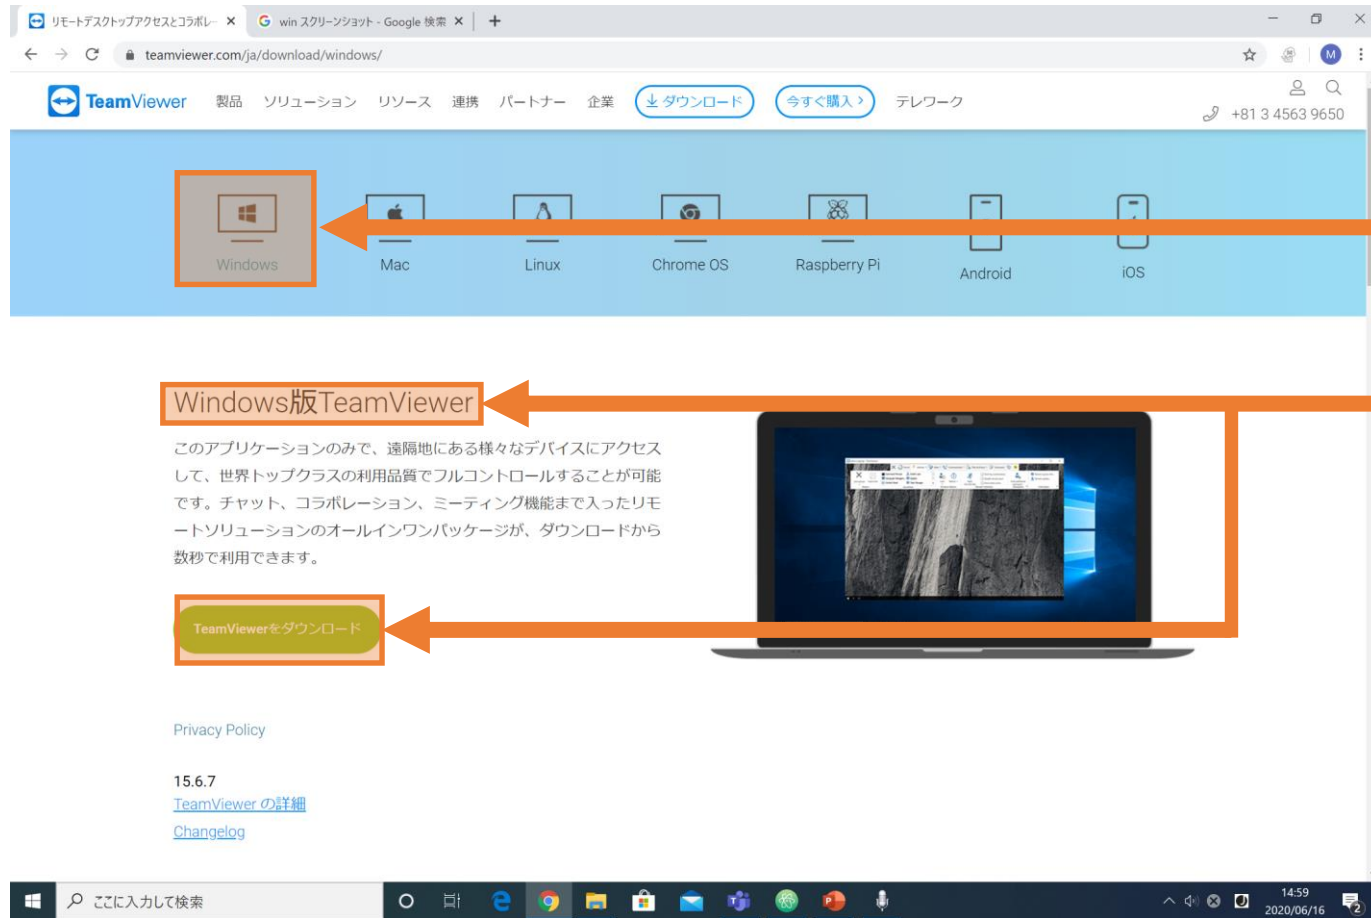 リモートデスクトップアクセスとコラボレ
win スクリーンショット - Google 検索
teamviewer.com/ja/download/windows/
M
TeamViewer 製品 ソリューション リソース 連携 パートナー 企業 ダウンロード 今すぐ購入 テレワーク
+81 3 4563 9650
Windows Mac Linux Chrome OS Raspberry Pi Android iOS
Windows版TeamViewer
このアプリケーションのみで、遠隔地にある様々なデバイスにアクセス
して、世界トップクラスの利用品質でフルコントロールすることが可能
です。チャット、コラボレーション、ミーティング機能まで入ったリモ
ートソリューションのオールインワンパッケージが、ダウンロードから
数秒で利用できます。
TeamViewerをダウンロード
Privacy Policy
15.6.7
TeamViewer の詳細
Changelog
ここに入力して検索
14:59
2020/06/16
2